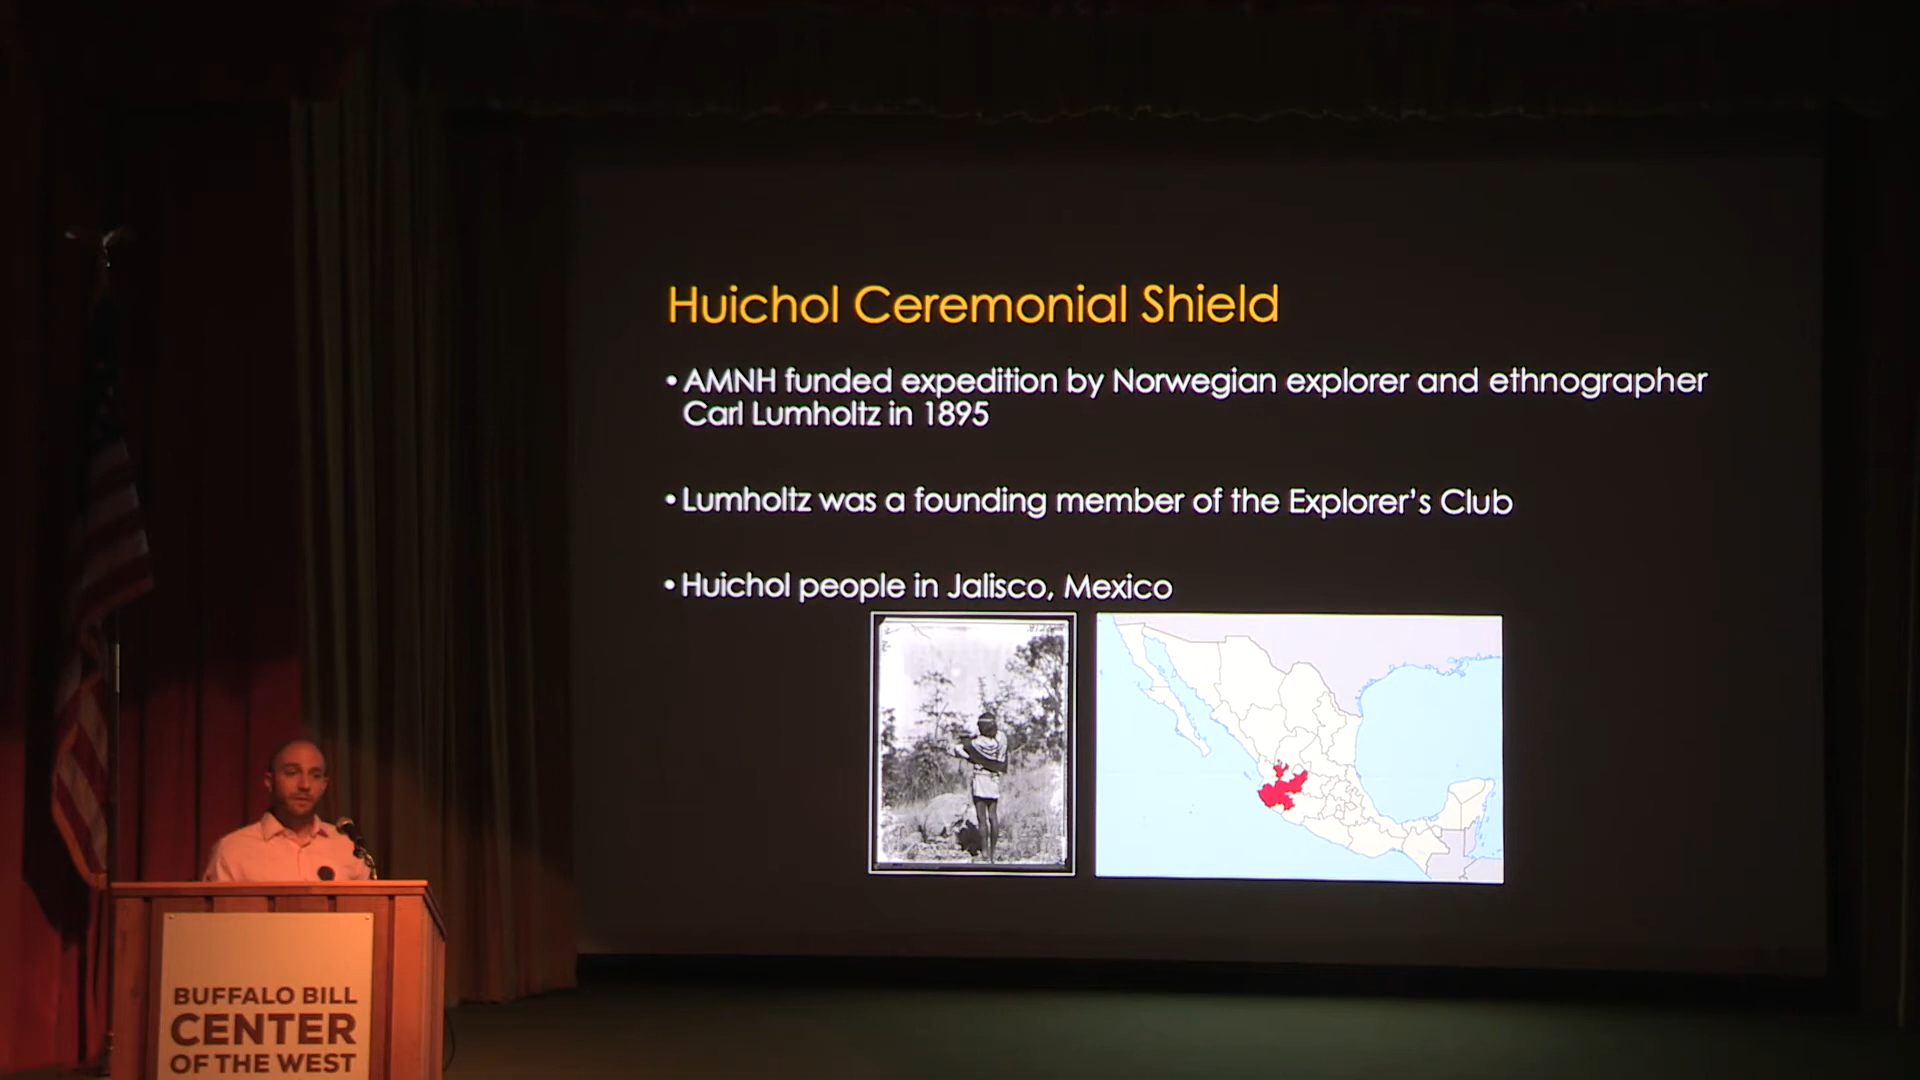 Huichol Ceremonial Shield
• AMNH funded expedition by Norwegian explorer and ethnographer
Carl Lumholtz in 1895
• Lumholtz was a founding member of the Explorer's Club
• Huichol people in Jalisco, Mexico
BUFFALO BILL
CENTER
OF THE WEST